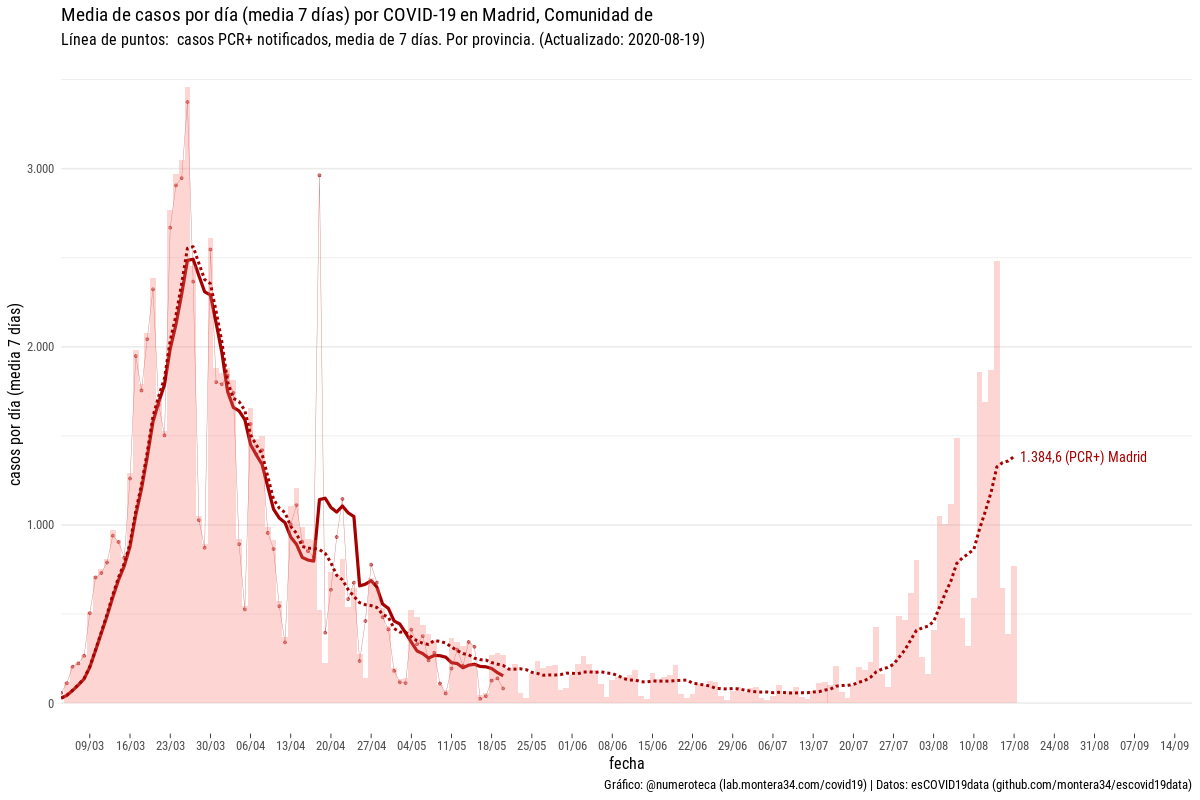 Media de casos por día (media 7 días) por COVID-19 en Madrid, Comunidad de
Línea de puntos:  casos PCR+ notificados, media de 7 días. Por provincia. (Actualizado: 2020-08-19)
casos por día (media 7 días)
3.000
2.000
1.000
0
1.384,6 (PCR+) Madrid
09/03 16/03 23/03 30/03 06/04 13/04 20/04 27/04 04/05 11/05 18/05 25/05 01/06 08/06 15/06 22/06 29/06 06/07 13/07 20/07 27/07 03/08 10/08 17/08 24/08 31/08 07/09 14/09
fecha
Gráfico: @numeroteca (lab.montera34.com/covid19) | Datos: esCOVID19data (github.com/montera34/escovid19data)